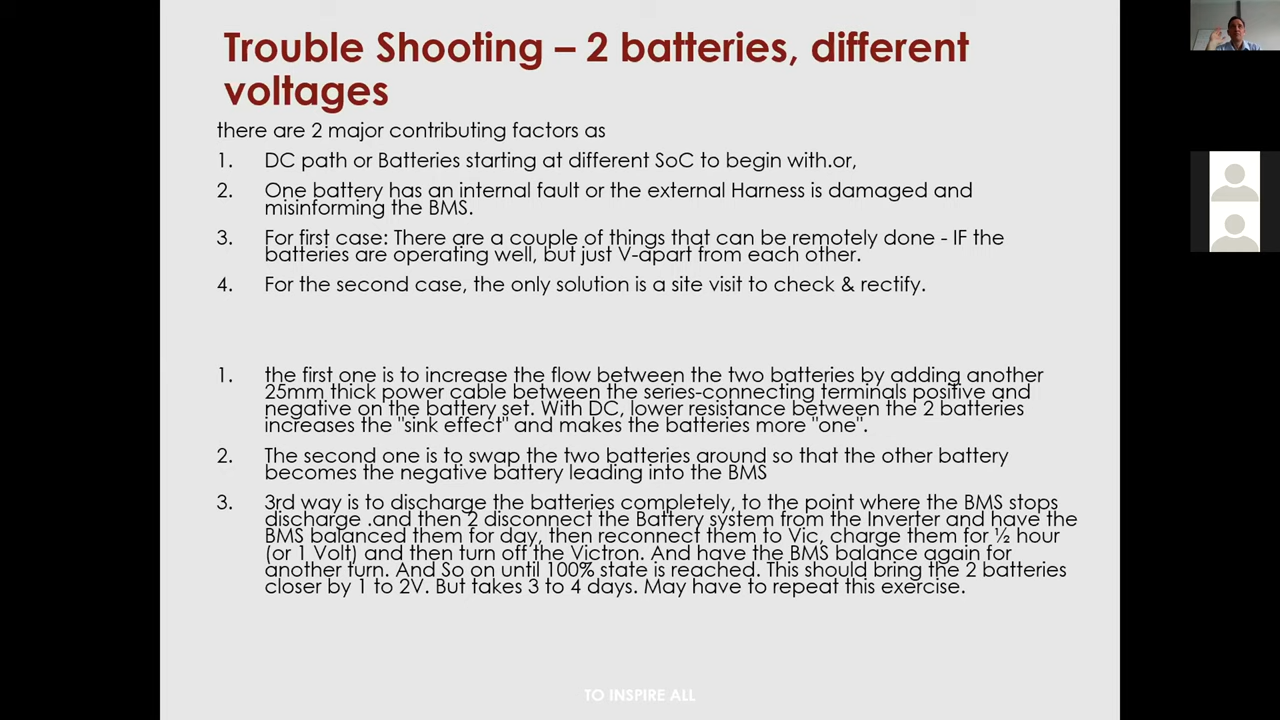 Trouble Shooting – 2 batteries, different
voltages
there are 2 major contributing factors as
1. DC path or Batteries starting at different SoC to begin with.or,
2. One battery has an internal fault or the external Harness is damaged and
misinforming the BMS.
3. For first case: There are a couple of things that can be remotely done - IF the
batteries are operating well, but just V-apart from each other.
4. For the second case, the only solution is a site visit to check & rectify.
1. the first one is to increase the flow between the two batteries by adding another
25mm thick power cable between the series-connecting terminals positive and
negative on the battery set. With DC, lower resistance between the 2 batteries
increases the "sink effect" and makes the batteries more "one".
2. The second one is to swap the two batteries around so that the other battery
becomes the negative battery leading into the BMS
3. 3rd way is to discharge the batteries completely, to the point where the BMS stops
discharge .and then 2 disconnect the Battery system from the Inverter and have the
BMS balanced them for day, then reconnect them to Vic, charge them for ½ hour
(or 1 Volt) and then turn off the Victron. And have the BMS balance again for
another turn. And So on until 100% state is reached. This should bring the 2 batteries
closer by 1 to 2V. But takes 3 to 4 days. May have to repeat this exercise.
TO INSPIRE ALL